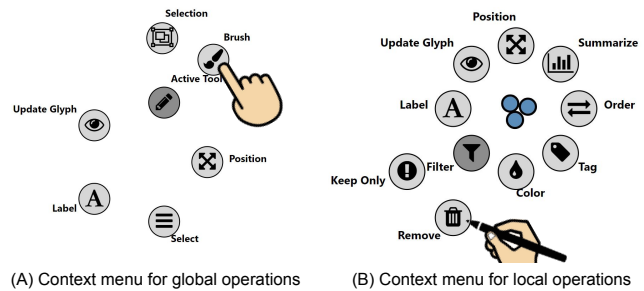 Selection
Brush
Active Tool
Update Glyph
Position
Label
A
Select
(A) Context menu for global operations
Position
Update Glyph
Summarize
Label
A
Order
Filter
Tag
Keep Only
Color
Remove
(B) Context menu for local operations